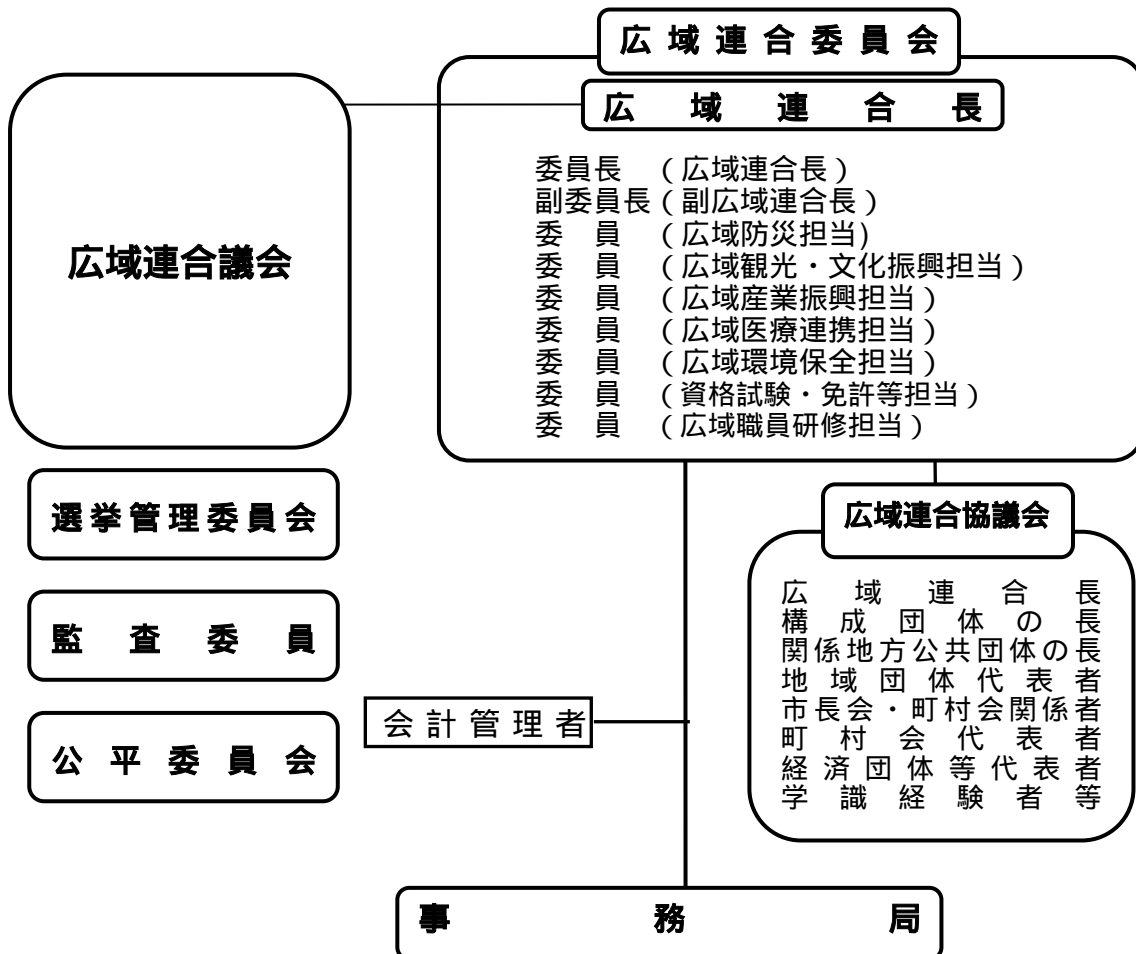 広域連合委員会
広域連合長
広域連合議会
委員長（広域連合長）
副委員長（副広域連合長）
委員（広域防災担当)
委員（広域観光・文化振興担当）
委員（広域産業振興担当）
委員（広域医療連携担当）
委員（広域環境保全担当）
委員（資格試験・免許等担当）
委員（広域職員研修担当）
選挙管理委員会
監査委員
公平委員会
広域連合協議会
広域連合長
構成団体の長
関係地方公共団体の長
地域団体代表者
市長会・町村会関係者
町村会代表者
経済団体等代表者
学識経験者等
会計管理者
事務局